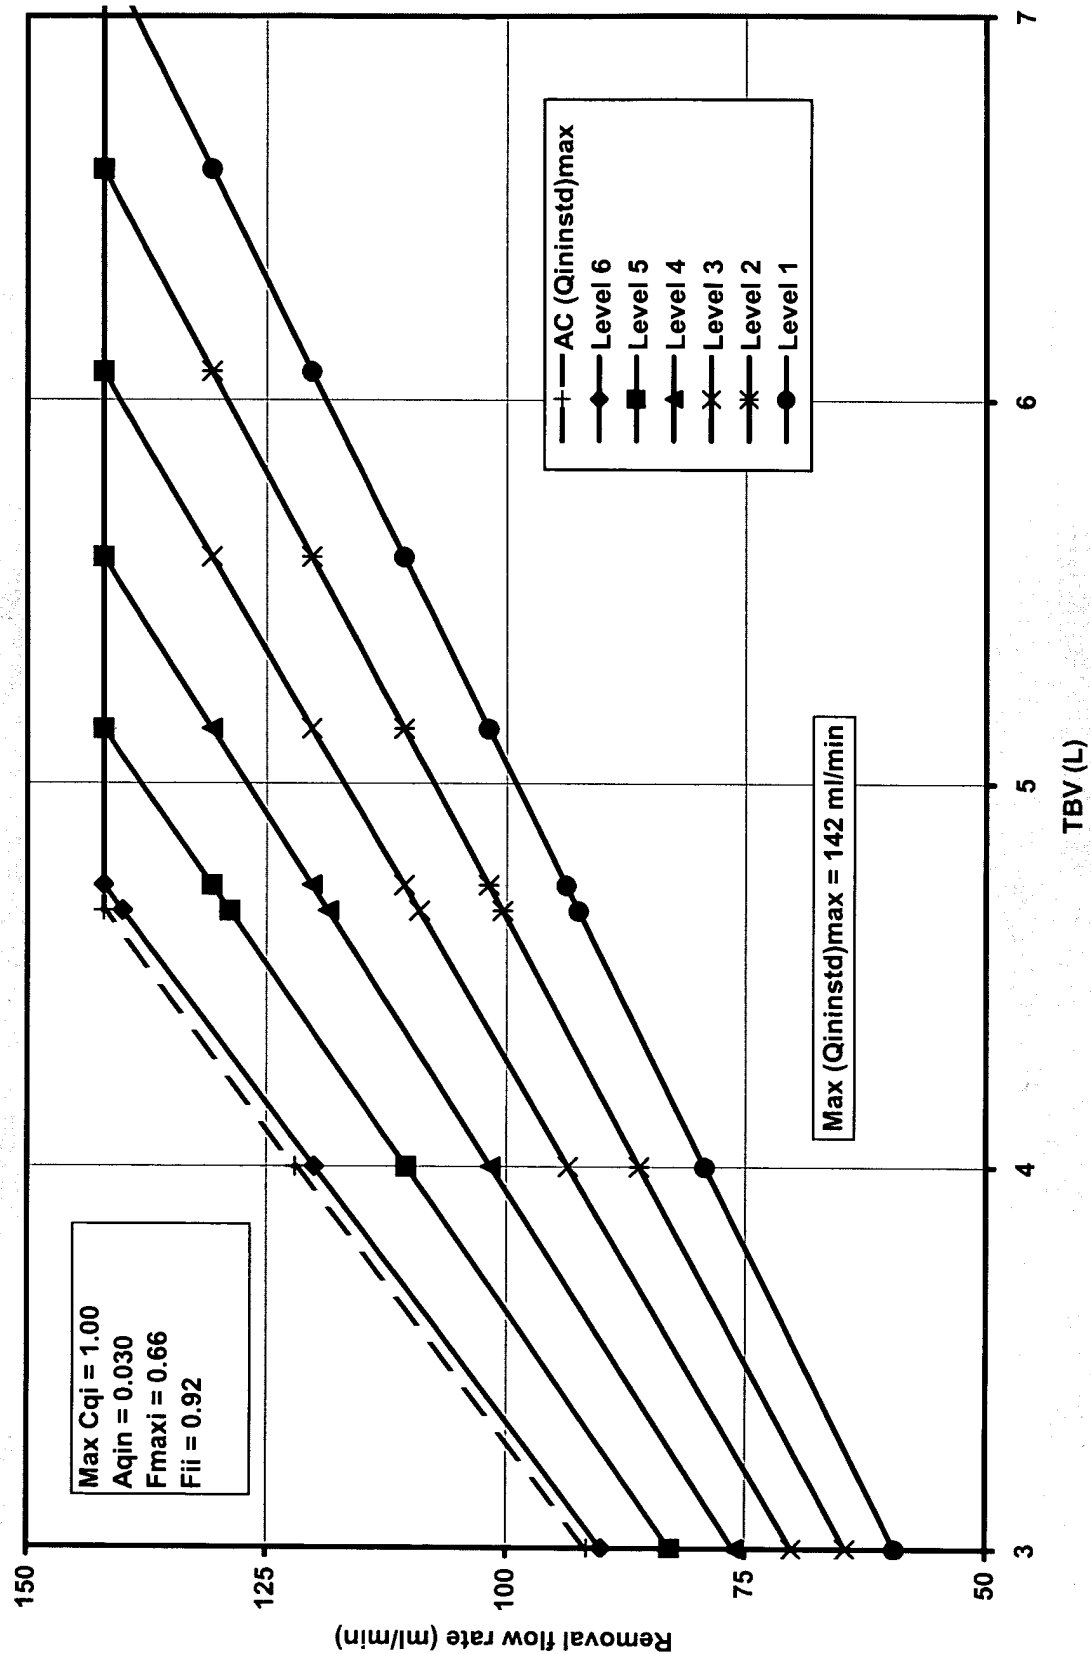 150
125
100
75
50
Removal flow rate (ml/min)
Max Cqi = 1.00
Aqin = 0.030
Fmaxi = 0.66
Fii = 0.92
AC (Qininstd)max
Level 6
Level 5
Level 4
Level 3
Level 2
Level 1
Max (Qininstd)max = 142 ml/min
3
4
5
6
7
TBV (L)